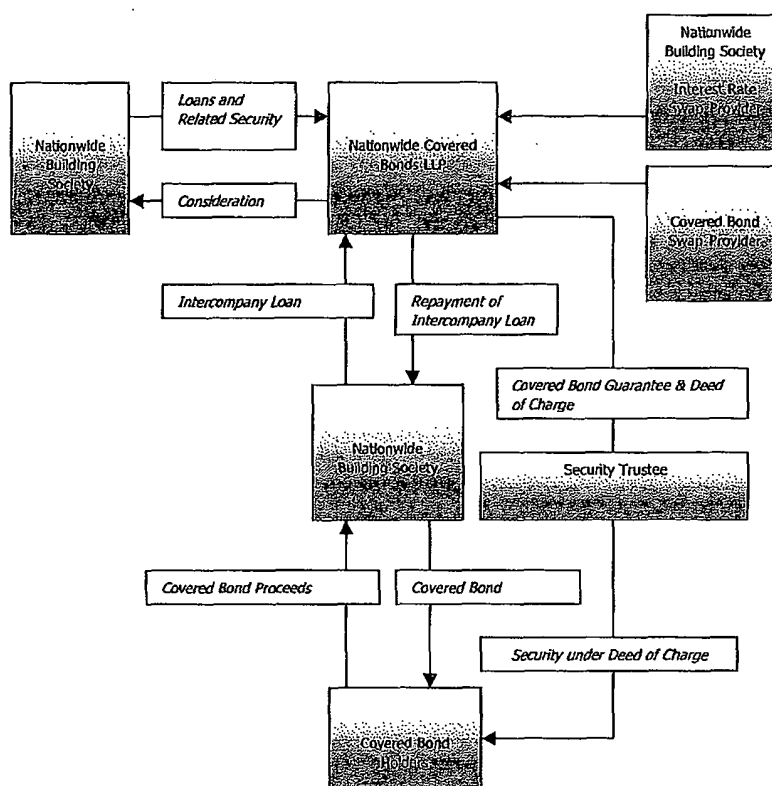 Nationwide
Building Society
Interest Rate
Swap Provider
Loans and
Related Security
Nationwide
Building
Society
Nationwide Covered
Bonds LLP
Consideration
Covered Bond
Swap Provider
Intercompany Loan
Repayment of
Intercompany Loan
Covered Bond Guarantee & Deed
of Charge
Nationwide
Building Society
Security Trustee
Covered Bond Proceeds
Covered Bond
Security under Deed of Charge
Covered Bond
Holders